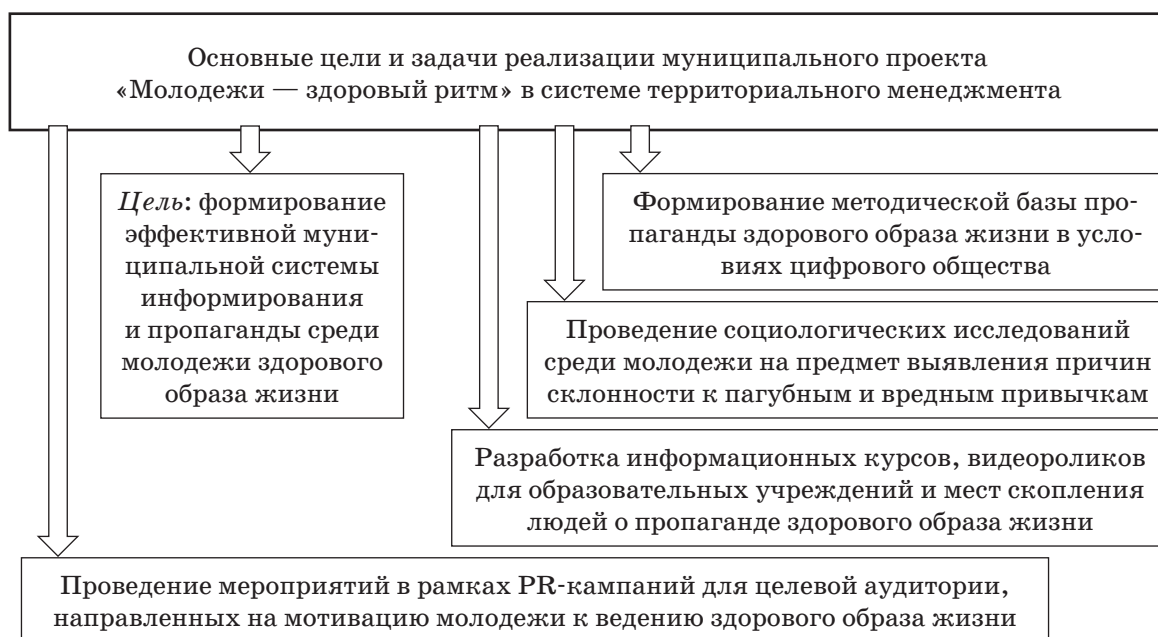 Основные цели и задачи реализации муниципального проекта
«Молодежи — здоровый ритм» в системе территориального менеджмента
Цель: формирование
эффективной муни-
ципальной системы
информирования
и пропаганды среди
молодежи здорового
образа жизни
Формирование методической базы про-
паганды здорового образа жизни в усло-
виях цифрового общества
Проведение социологических исследований
среди молодежи на предмет выявления причин
склонности к пагубным и вредным привычкам
Разработка информационных курсов, видеороликов
для образовательных учреждений и мест скопления
людей о пропаганде здорового образа жизни
Проведение мероприятий в рамках PR-кампаний для целевой аудитории,
направленных на мотивацию молодежи к ведению здорового образа жизни